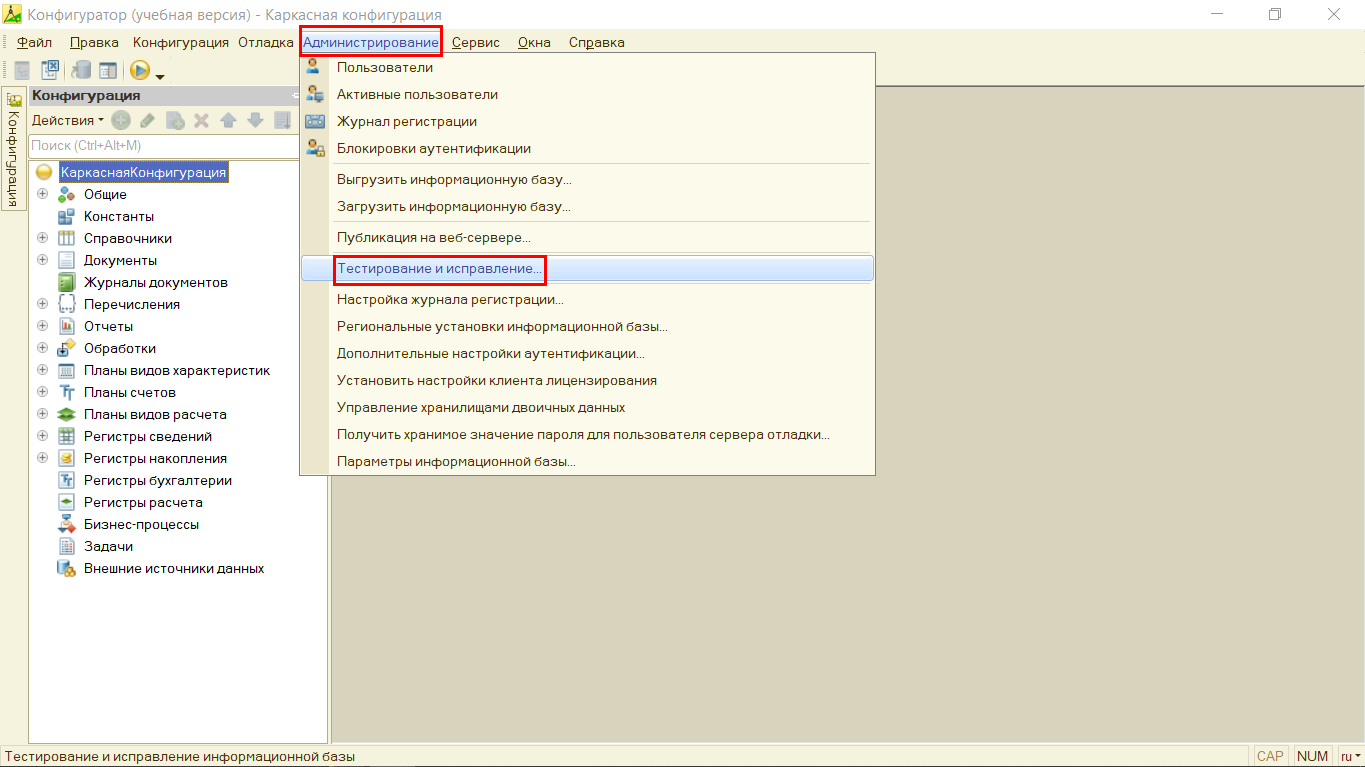 Конфигуратор (учебная версия) - Каркасная конфигурация
Файл Правка Конфигурация Отладка Администрирование Сервис Окна Справка
Конфигурация
Конфигурация
Действия
Поиск (Ctrl+Alt+M)
КаркаснаяКонфигурация
Общие
Константы
Справочники
Документы
Журналы документов
Перечисления
Отчеты
Обработки
Планы видов характеристик
Планы счетов
Планы видов расчета
Регистры сведений
Регистры накопления
Регистры бухгалтерии
Регистры расчета
Бизнес-процессы
Задачи
Внешние источники данных
Пользователи
Активные пользователи
Журнал регистрации
Блокировки аутентификации
Выгрузить информационную базу...
Загрузить информационную базу...
Публикация на веб-сервере...
Тестирование и исправление...
Настройка журнала регистрации...
Региональные установки информационной базы...
Дополнительные настройки аутентификации...
Установить настройки клиента лицензирования
Управление хранилищами двоичных данных
Получить хранимое значение пароля для пользователя сервера отладки...
Параметры информационной базы...
Тестирование и исправление информационной базы
CAP NUM ru